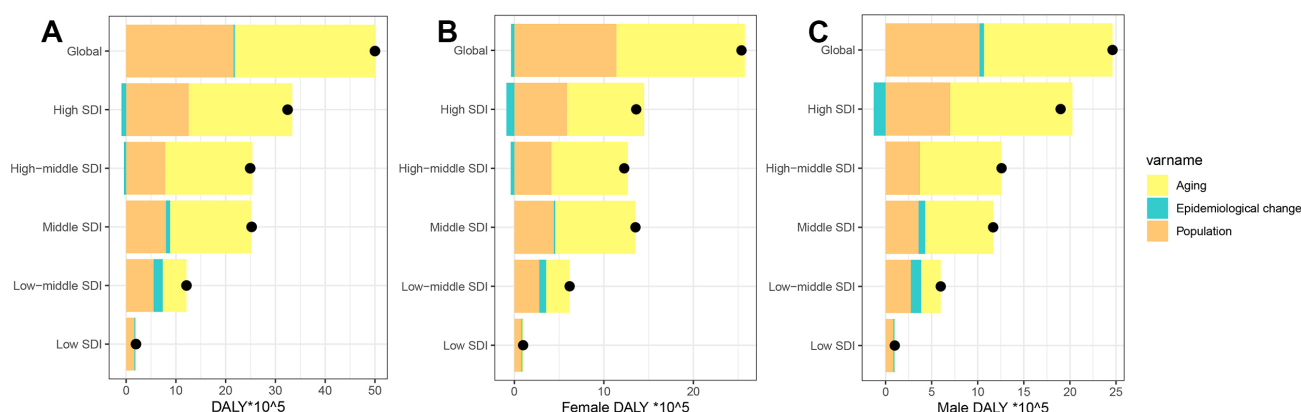 A
Global
High SDI
High−middle SDI
Middle SDI
Low−middle SDI
Low SDI
0 10 20 30 40 50
DALY*10^5
B
Global
High SDI
High−middle SDI
Middle SDI
Low−middle SDI
Low SDI
0 10 20
Female DALY *10^5
C
Global
High SDI
High−middle SDI
Middle SDI
Low−middle SDI
Low SDI
0 5 10 15 20 25
Male DALY *10^5
varname
Aging
Epidemiological change
Population